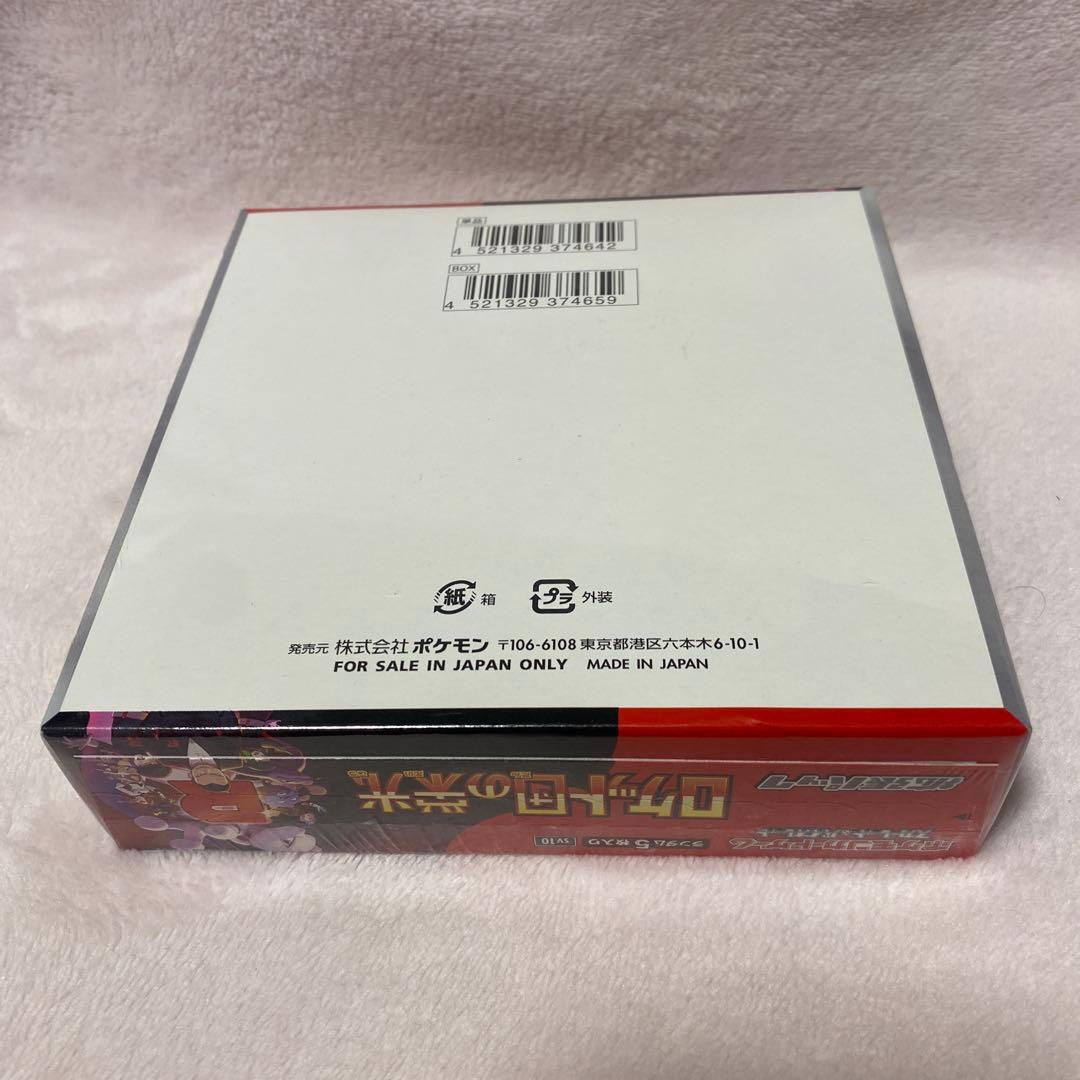 単品
4 521329 374642
BOX
4 521329 374659
紙 箱
プラ 外装
発売元 株式会社 ポケモン 〒106-6108 東京都港区六本木6-10-1
FOR SALE IN JAPAN ONLY MADE IN JAPAN
拡張パック
ロケット団の栄光
ポケモンカードゲーム
スカーレット&バイオレット
ランダム5枚入り
sv10
R